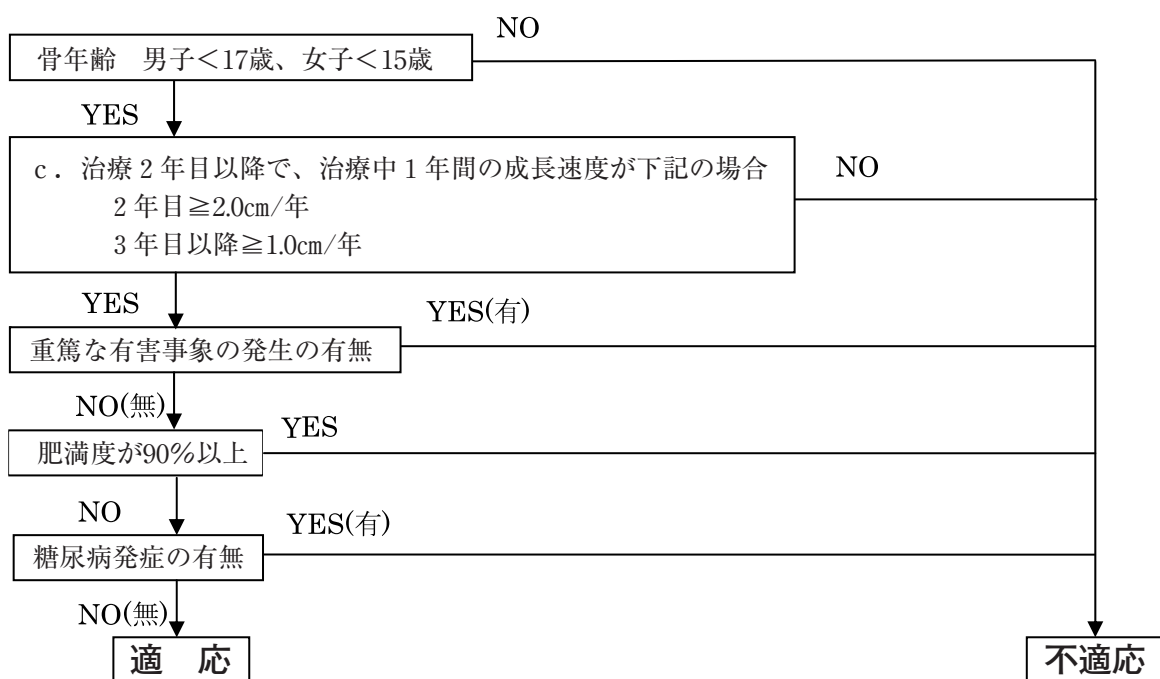 NO
骨年齢　男子＜17歳、女子＜15歳
YES
c．治療2年目以降で、治療中1年間の成長速度が下記の場合
NO
2年目≧2.0㎝/年
3年目以降≧1.0㎝/年
YES
YES(有)
重篤な有害事象の発生の有無
NO(無)
YES
肥満度が90％以上
NO
YES(有)
糖尿病発症の有無
NO(無)
適　応
不適応